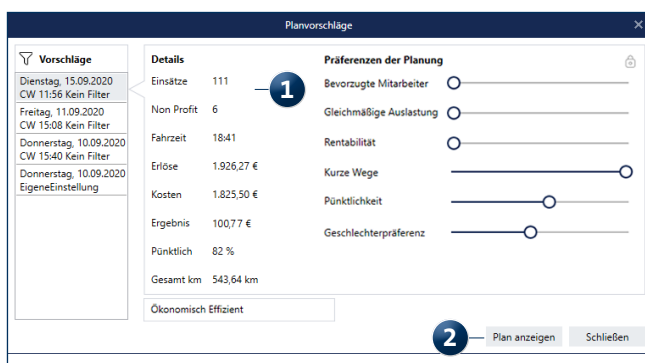 Planvorschläge
Vorschläge
Dienstag, 15.09.2020
CW 11:56 Kein Filter
Freitag, 11.09.2020
CW 15:08 Kein Filter
Donnerstag, 10.09.2020
CW 15:40 Kein Filter
Donnerstag, 10.09.2020
EigeneEinstellung
Details
Einsätze 111
1
Non Profit 6
Fahrzeit 18:41
Erlöse 1.926,27 €
Kosten 1.825,50 €
Ergebnis 100,77 €
Pünktlich 82 %
Gesamt km 543,64 km
Ökonomisch Effizient
Präferenzen der Planung
Bevorzugte Mitarbeiter
Gleichmäßige Auslastung
Rentabilität
Kurze Wege
Pünktlichkeit
Geschlechterpräferenz
2
Plan anzeigen
Schließen